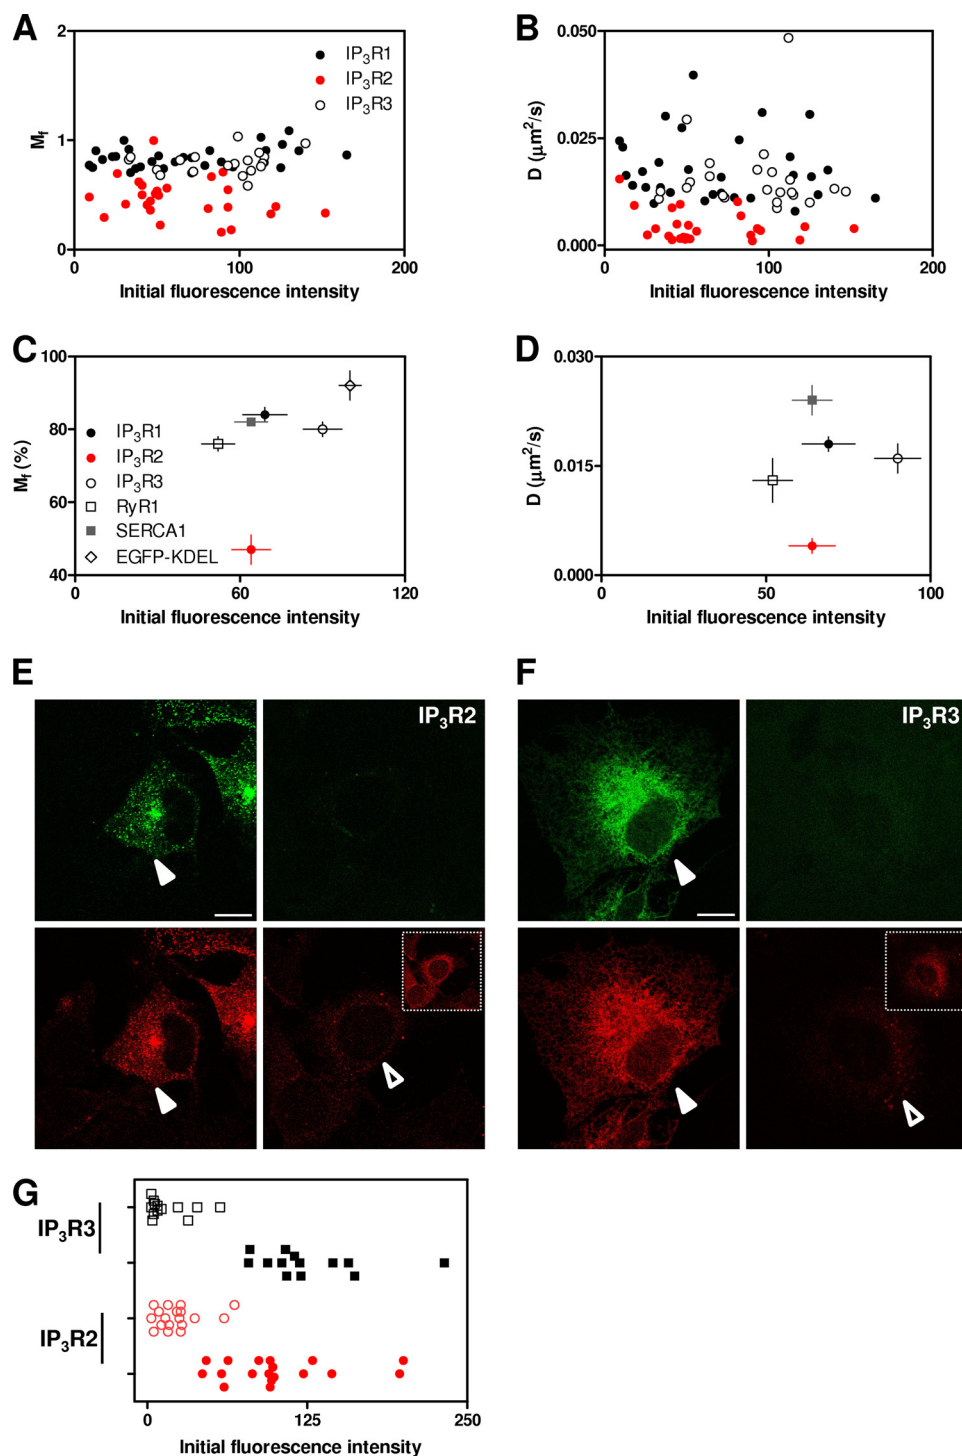 A
2
1
0
M_f
0
100
200
Initial fluorescence intensity
IP₃R1
IP₃R2
IP₃R3
B
0.050
0.025
0.000
D (μm²/s)
0
100
200
Initial fluorescence intensity
C
100
80
60
40
M_f (%)
0
60
120
Initial fluorescence intensity
IP₃R1
IP₃R2
IP₃R3
RyR1
SERCA1
EGFP-KDEL
D
0.030
0.015
0.000
D (μm²/s)
0
50
100
Initial fluorescence intensity
E
IP₃R2
F
IP₃R3
G
IP₃R3
IP₃R2
0
125
250
Initial fluorescence intensity